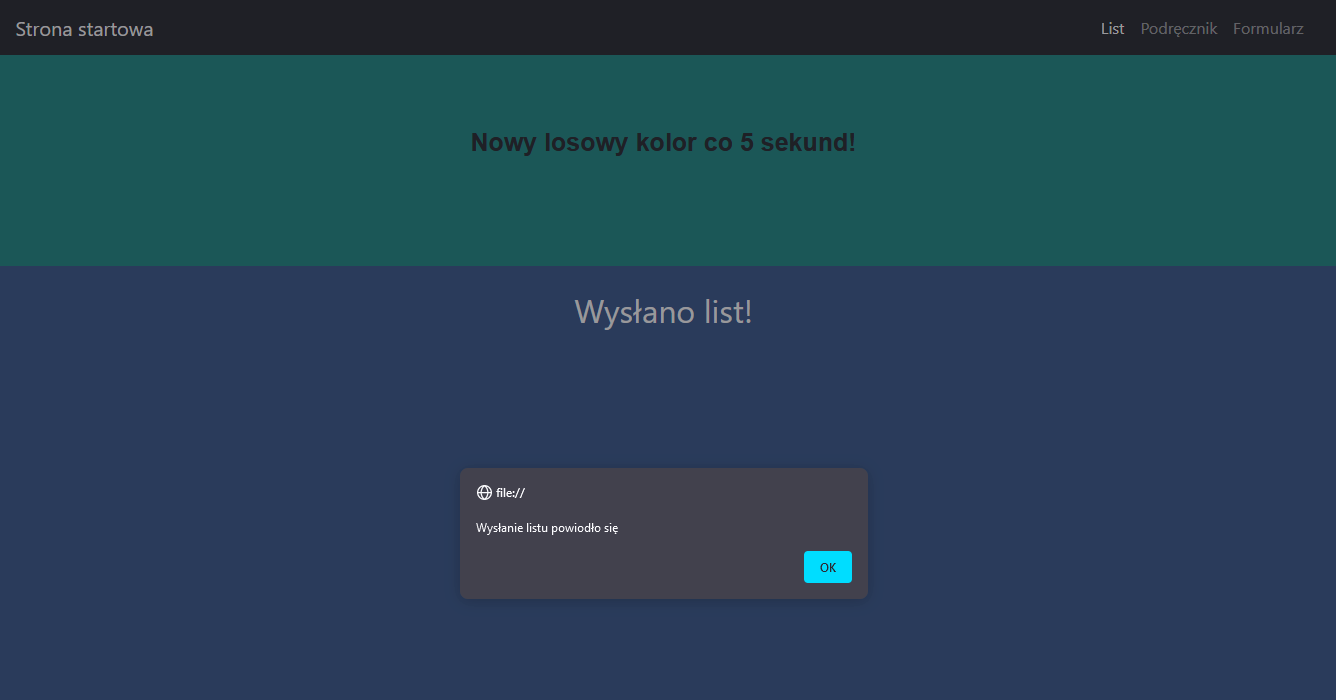 Strona startowa
List Podręcznik Formularz
Nowy losowy kolor co 5 sekund!
Wysłano list!
file://
Wysłanie listu powiodło się
OK